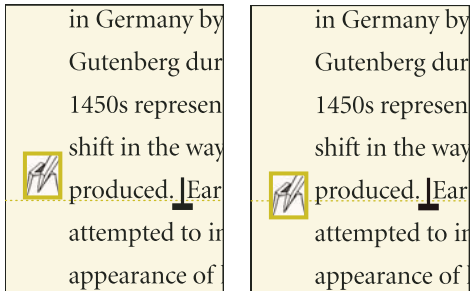 in Germany by
Gutenberg dur
1450s represen
shift in the way
produced. Ear
attempted to in
appearance of
in Germany by
Gutenberg dur
1450s represen
shift in the way
produced. Ear
attempted to in
appearance of